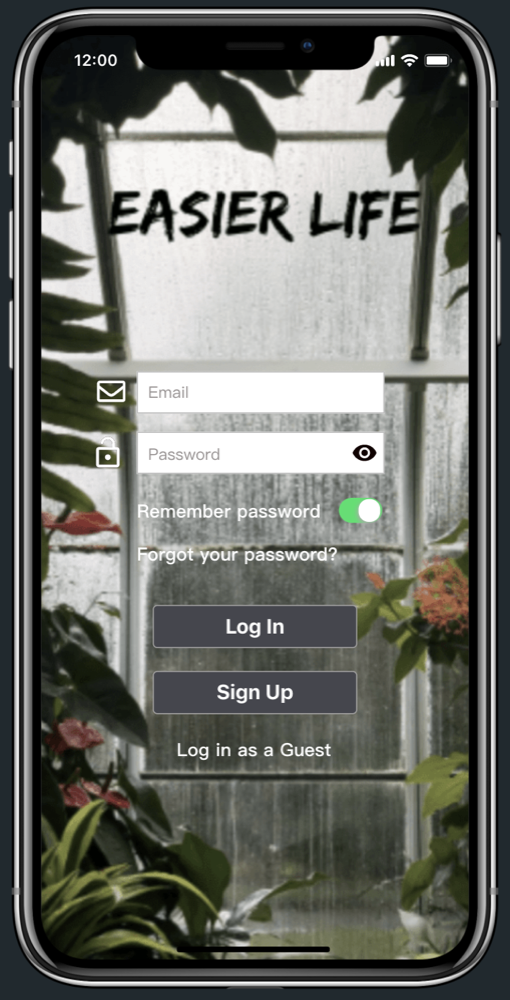 12:00
EASIER LIFE
Email
Password
Remember password
Forgot your password?
Log In
Sign Up
Log in as a Guest